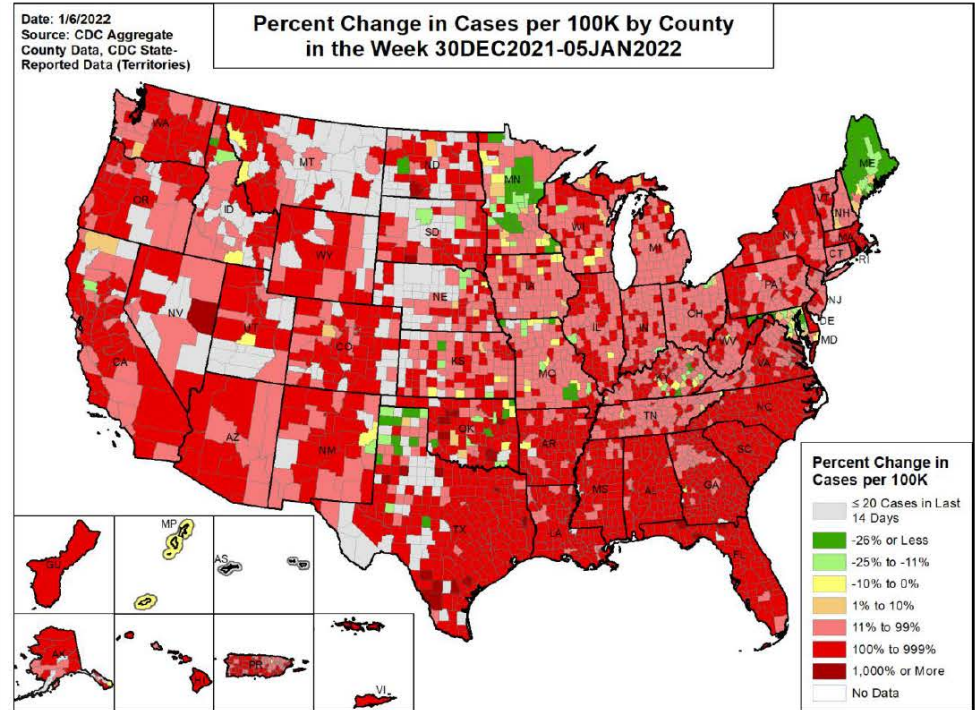 Date: 1/6/2022
Source: CDC Aggregate
County Data, CDC State-
Reported Data (Territories)
Percent Change in Cases per 100K by County
in the Week 30DEC2021-05JAN2022
WA
MT
ND
MN
ME
OR
ID
SD
WI
MI
VT
NH
NY
MA
CT
RI
WY
NE
IA
PA
NJ
NV
UT
CO
KS
MO
IL
IN
OH
WV
DE
MD
VA
CA
KY
AZ
NM
OK
AR
TN
NC
SC
TX
LA
MS
AL
GA
FL
GU
MP
AS
AK
HI
PR
VI
Percent Change in
Cases per 100K
≤ 20 Cases in Last
14 Days
-26% or Less
-25% to -11%
-10% to 0%
1% to 10%
11% to 99%
100% to 999%
1,000% or More
No Data